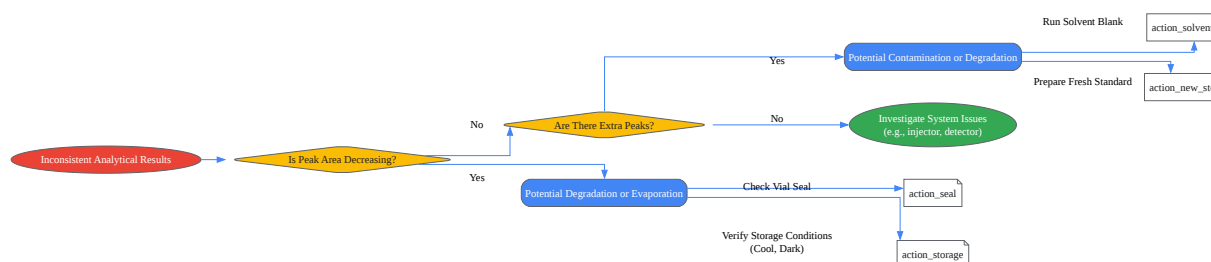 Inconsistent Analytical Results
Is Peak Area Decreasing?
No
Yes
Are There Extra Peaks?
Yes
No
Potential Contamination or Degradation
Run Solvent Blank
action_solvent
Prepare Fresh Standard
action_new_st
Investigate System Issues
(e.g., injector, detector)
Potential Degradation or Evaporation
Check Vial Seal
action_seal
Verify Storage Conditions
(Cool, Dark)
action_storage